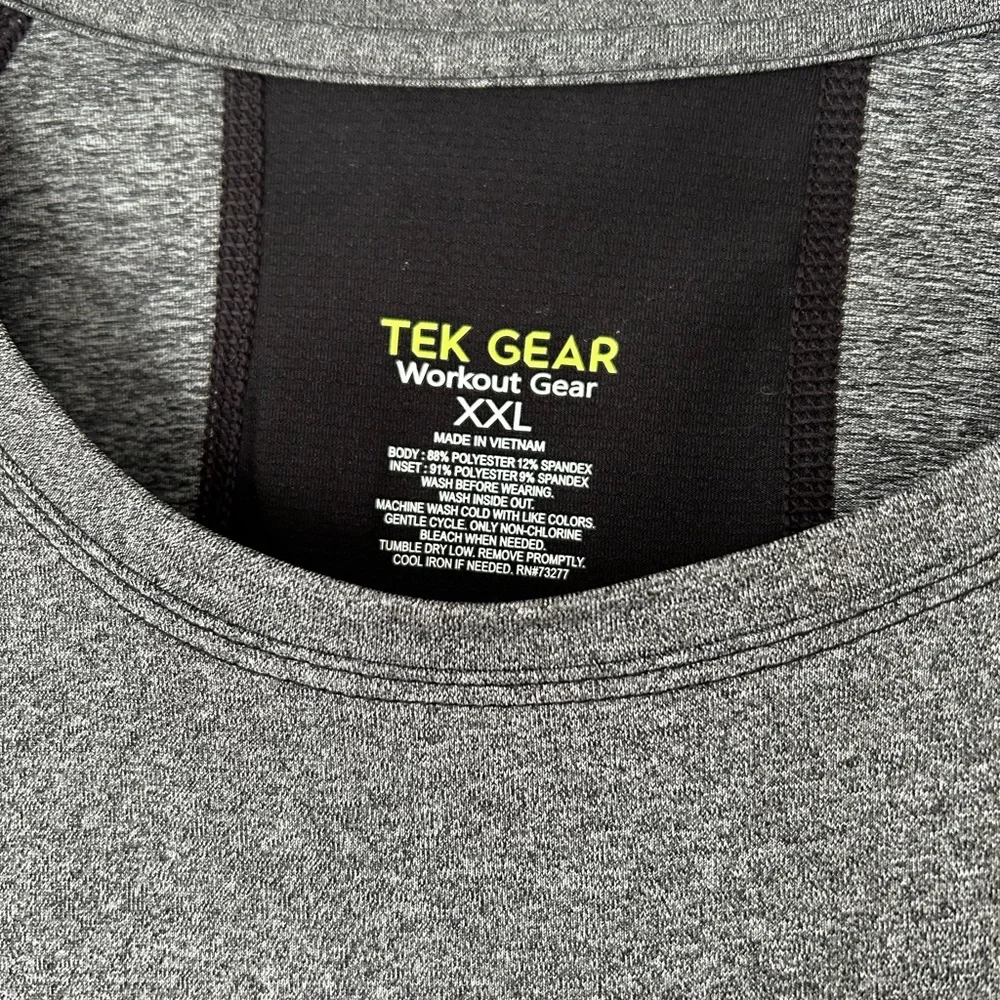 TEK GEAR
Workout Gear
XXL
MADE IN VIETNAM
BODY : 88% POLYESTER 12% SPANDEX
INSET : 91% POLYESTER 9% SPANDEX
WASH BEFORE WEARING.
WASH INSIDE OUT.
MACHINE WASH COLD WITH LIKE COLORS.
GENTLE CYCLE. ONLY NON-CHLORINE
BLEACH WHEN NEEDED.
TUMBLE DRY LOW. REMOVE PROMPTLY.
COOL IRON IF NEEDED. RN#73277